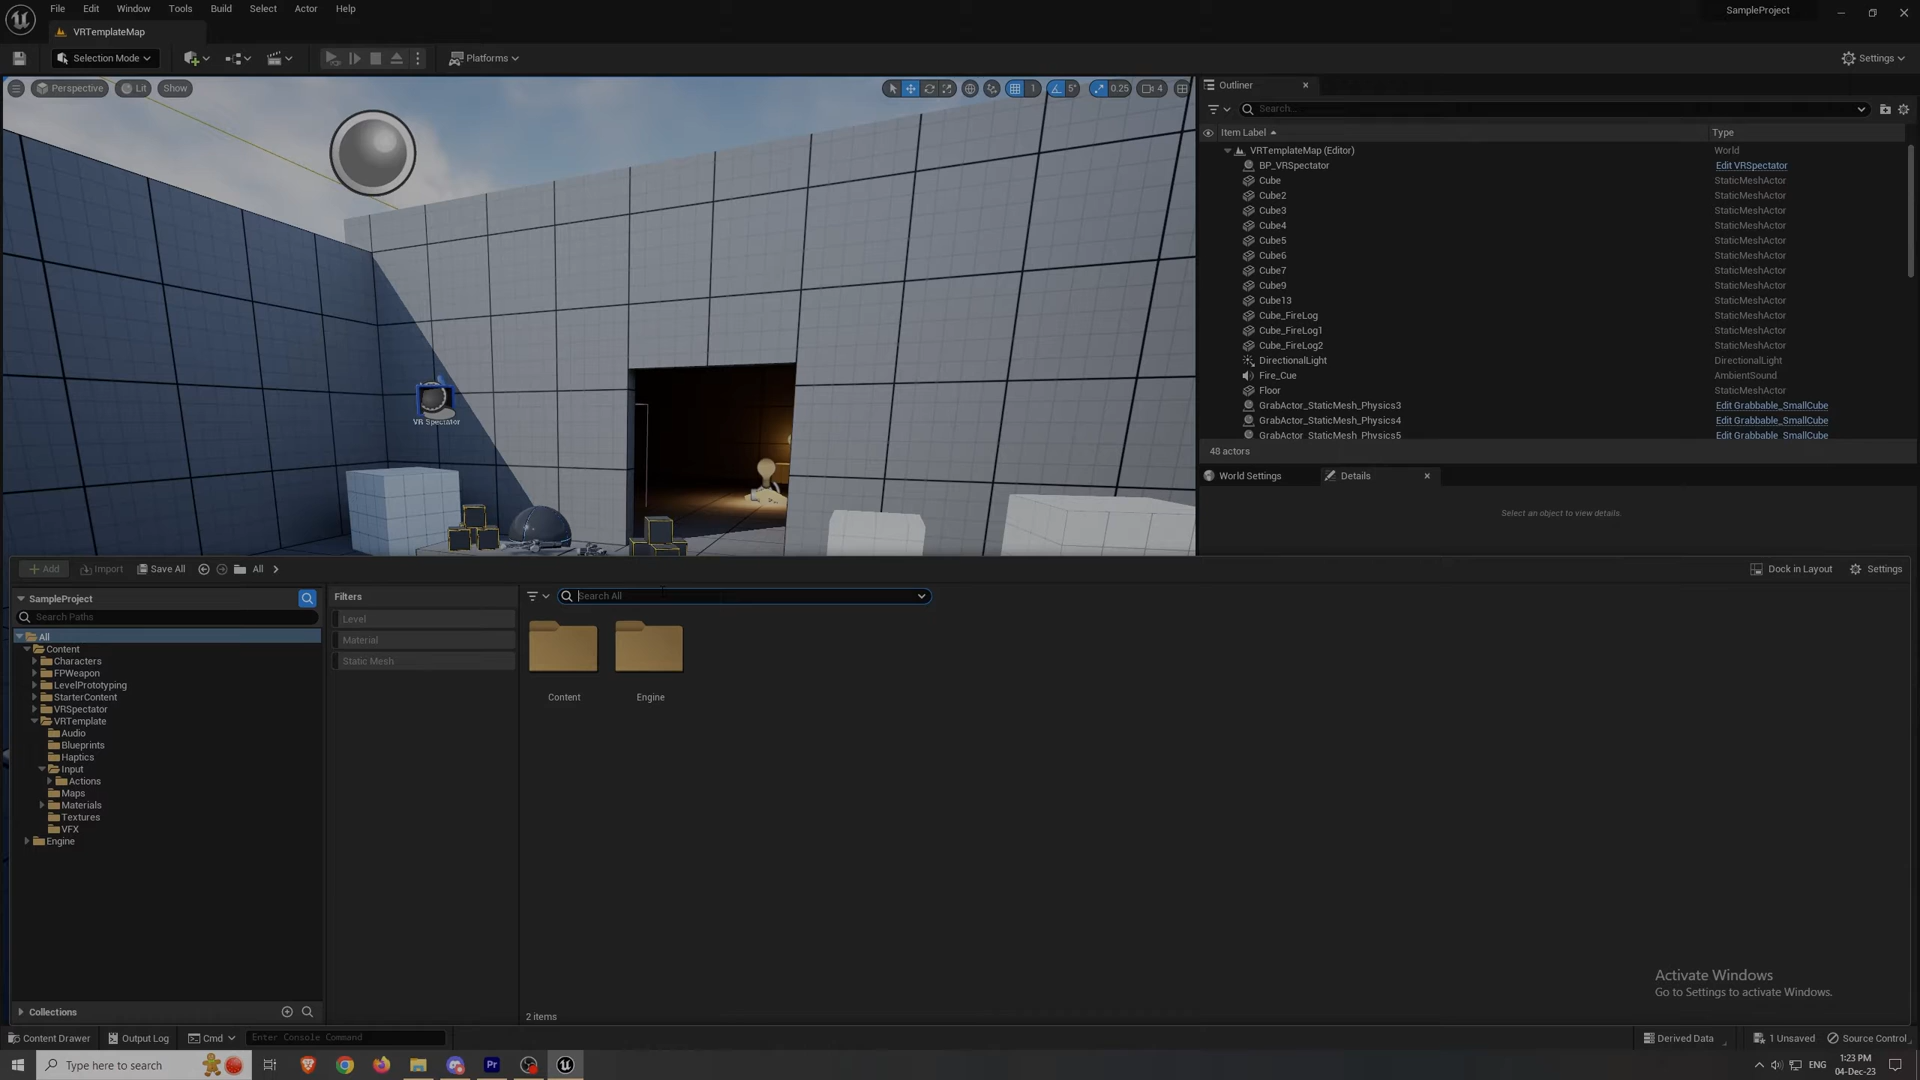 File Edit Window Tools Build Select Actor Help
SampleProject
VRTemplateMap
Selection Mode
Platforms
Settings
Perspective Lit Show
1 5° 0.25 4
VR Spectator
Outliner
Search...
Item Label Type
VRTemplateMap (Editor) World
BP_VRSpectator Edit VRSpectator
Cube StaticMeshActor
Cube2 StaticMeshActor
Cube3 StaticMeshActor
Cube4 StaticMeshActor
Cube5 StaticMeshActor
Cube6 StaticMeshActor
Cube7 StaticMeshActor
Cube9 StaticMeshActor
Cube13 StaticMeshActor
Cube_FireLog StaticMeshActor
Cube_FireLog1 StaticMeshActor
Cube_FireLog2 StaticMeshActor
DirectionalLight DirectionalLight
Fire_Cue AmbientSound
Floor StaticMeshActor
GrabActor_StaticMesh_Physics3 Edit Grabbable_SmallCube
GrabActor_StaticMesh_Physics4 Edit Grabbable_SmallCube
GrabActor_StaticMesh_Physics5 Edit Grabbable_SmallCube
48 actors
World Settings Details
Select an object to view details.
Add Import Save All All
Dock in Layout Settings
SampleProject
Search Paths
All
Content
Characters
FPWeapon
LevelPrototyping
StarterContent
VRSpectator
VRTemplate
Audio
Blueprints
Haptics
Input
Actions
Maps
Materials
Textures
VFX
Engine
Collections
Filters
Level
Material
Static Mesh
Search All
Content Engine
2 items
Activate Windows
Go to Settings to activate Windows.
Content Drawer Output Log Cmd Enter Console Command
Derived Data 1 Unsaved Source Control
Type here to search
Pr
ENG
1:23 PM
04-Dec-23